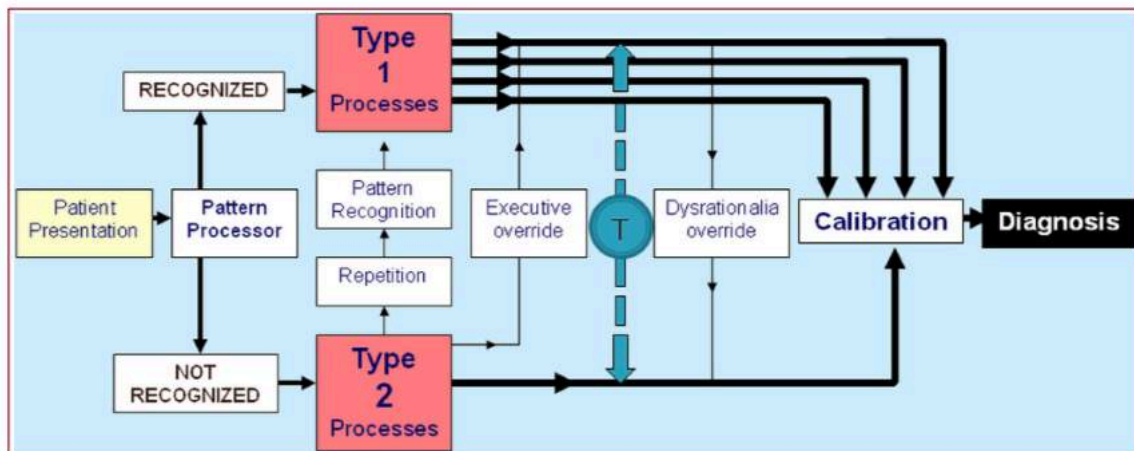 Type
1
Processes
RECOGNIZED
Patient
Presentation
Pattern
Processor
Pattern
Recognition
Executive
override
T
Dysrationalia
override
Calibration
Diagnosis
Repetition
NOT
RECOGNIZED
Type
2
Processes